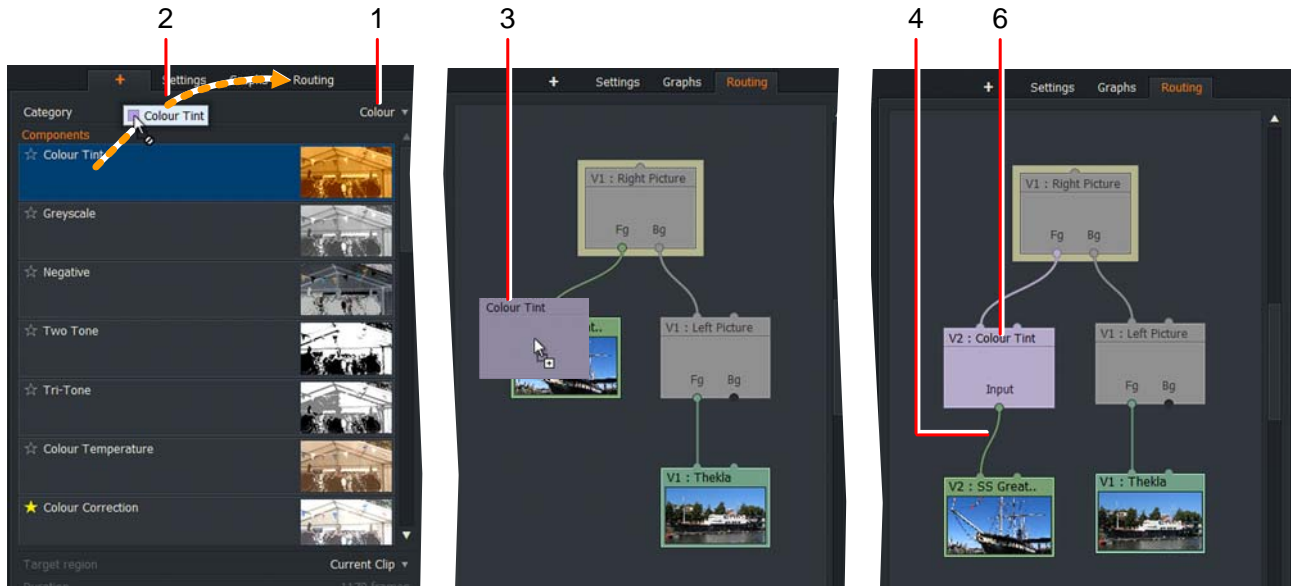 2 1 3 4 6
+ Settings Graphs Routing
Category Colour
Colour Tint
Components
Colour Tint
Greyscale
Negative
Two Tone
Tri-Tone
Colour Temperature
Colour Correction
Target region Current Clip
Duration
+ Settings Graphs Routing
V1 : Right Picture
Fg Bg
Colour Tint
V1 : Left Picture
Fg Bg
V1 : Thekla
+ Settings Graphs Routing
V1 : Right Picture
Fg Bg
V2 : Colour Tint
Input
V1 : Left Picture
Fg Bg
V2 : SS Great..
V1 : Thekla